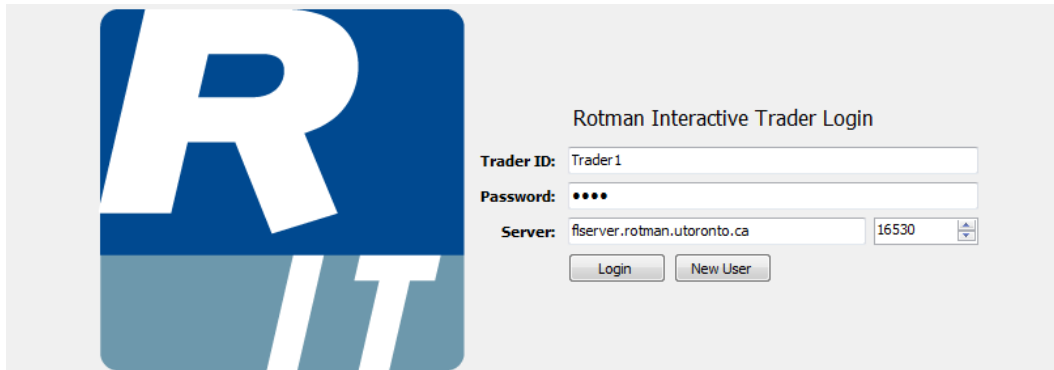 R
IT
Rotman Interactive Trader Login
Trader ID: Trader1
Password: ••••
Server: flserver.rotman.utoronto.ca 16530
Login New User